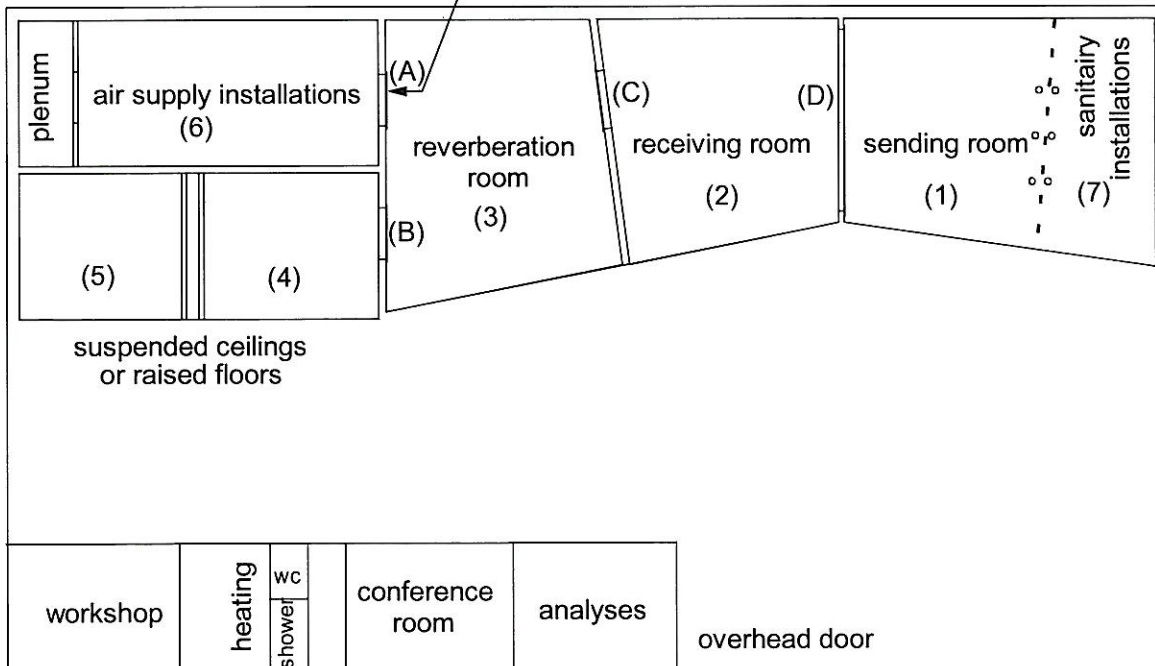 plenum
air supply installations
(6)
(A)
reverberation
room
(3)
(C)
receiving room
(2)
(D)
sending room
(1)
sanitairy
installations
(7)
(B)
(5)
(4)
suspended ceilings
or raised floors
workshop
heating
wc
shower
conference
room
analyses
overhead door